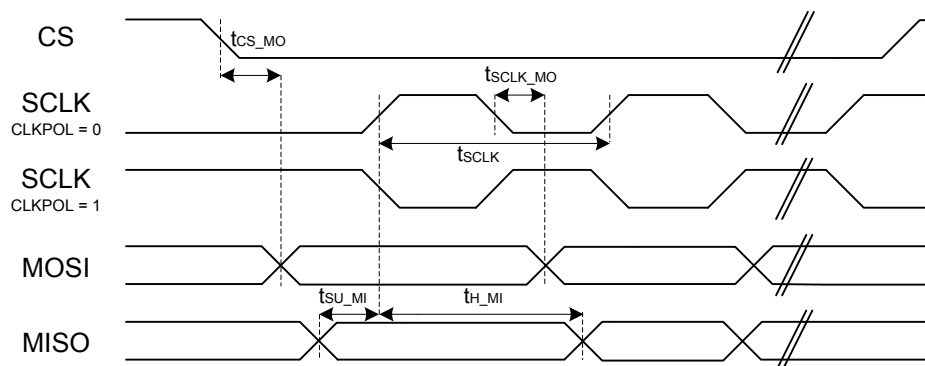 CS
tCS_MO
tSCLK_MO
SCLK
CLKPOL = 0
tSCLK
SCLK
CLKPOL = 1
MOSI
tSU_MI
tH_MI
MISO